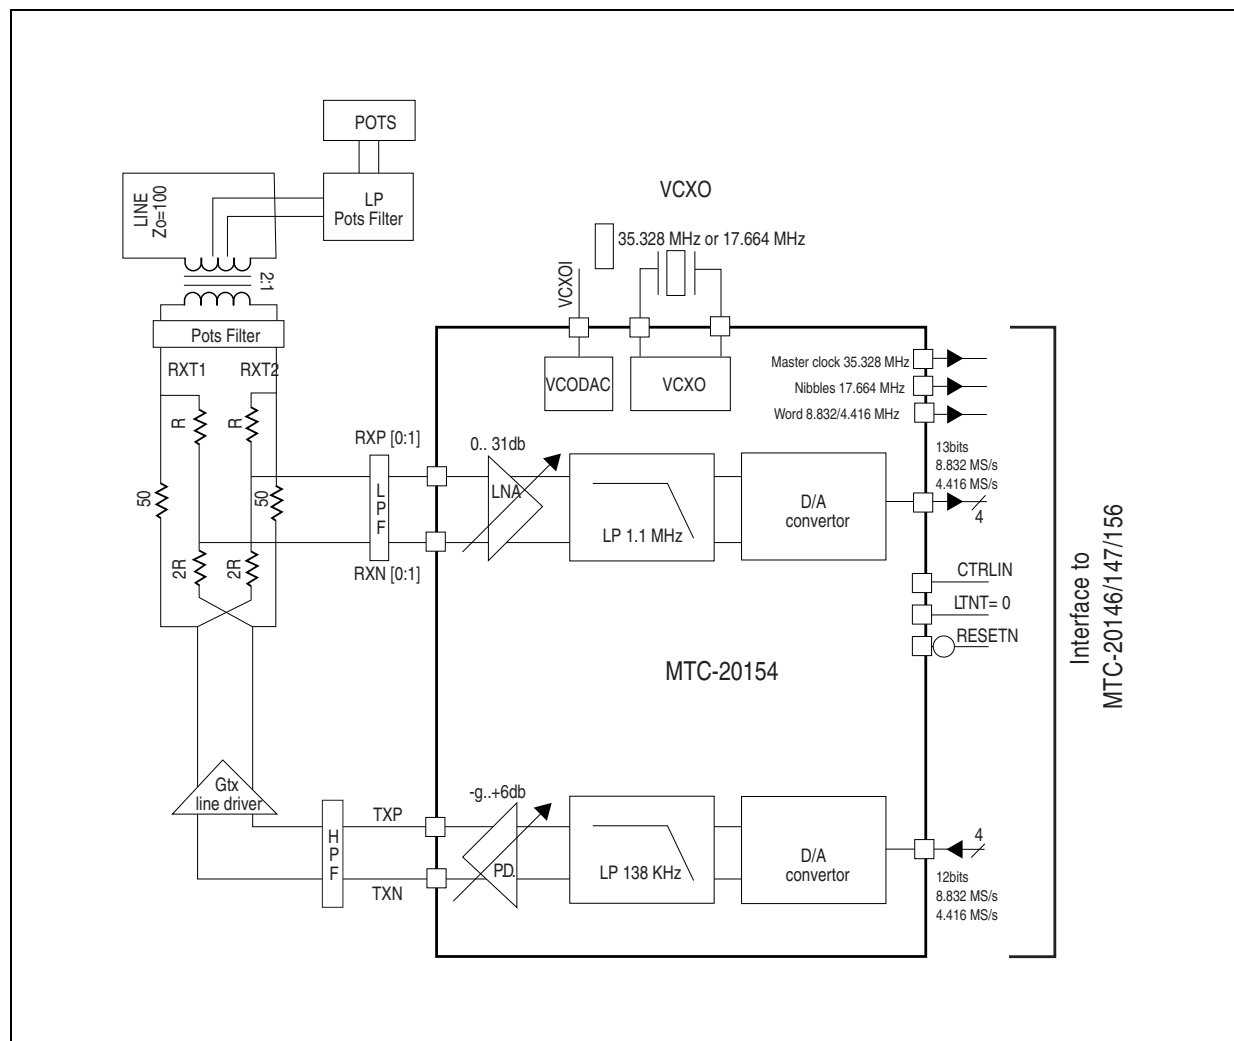 POTS
LP
Pots Filter
LINE
Zo=100
2:1
Pots Filter
RXT1
RXT2
R
R
50
50
2R
2R
VCXO
35.328 MHz or 17.664 MHz
VCXOI
VCODAC
VCXO
Master clock 35.328 MHz
Nibbles 17.664 MHz
Word 8.832/4.416 MHz
RXP [0:1]
LPF
RXN [0:1]
0.. 31db
LNA
LP 1.1 MHz
D/A
convertor
13bits
8.832 MS/s
4.416 MS/s
4
CTRLIN
LTNT= 0
RESETN
MTC-20154
Interface to
MTC-20146/147/156
Gtx
line driver
HPF
TXP
TXN
-g..+6db
P.D.
LP 138 KHz
D/A
convertor
4
12bits
8.832 MS/s
4.416 MS/s